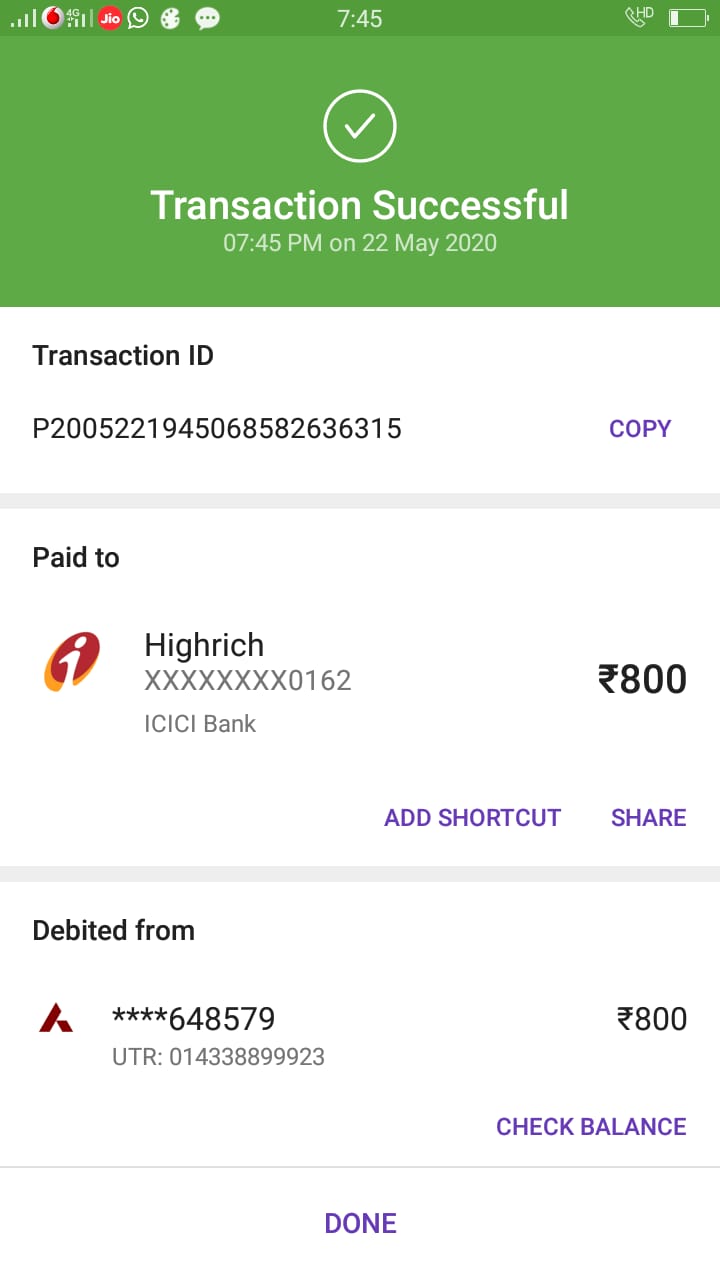 4G
Jio
7:45
HD
Transaction Successful
07:45 PM on 22 May 2020
Transaction ID
P2005221945068582636315
COPY
Paid to
Highrich
XXXXXXXX0162
₹800
ICICI Bank
ADD SHORTCUT
SHARE
Debited from
****648579
₹800
UTR: 014338899923
CHECK BALANCE
DONE